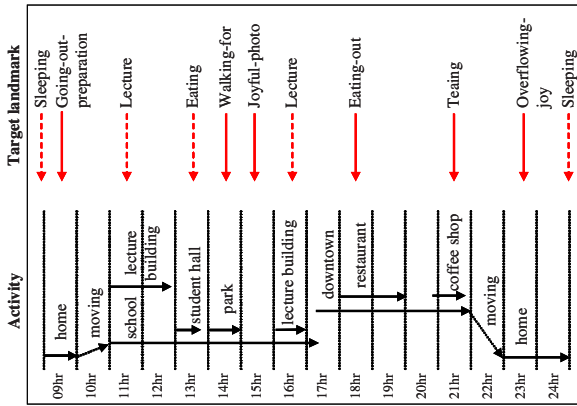 Target landmark
Sleeping
Going-out-
preparation
Lecture
Eating
Walking-for
Joyful-photo
Lecture
Eating-out
Teaing
Overflowing-
joy
Sleeping
Activity
home
moving
school
lecture
building
student hall
park
lecture building
downtown
restaurant
coffee shop
moving
home
09hr
10hr
11hr
12hr
13hr
14hr
15hr
16hr
17hr
18hr
19hr
20hr
21hr
22hr
23hr
24hr